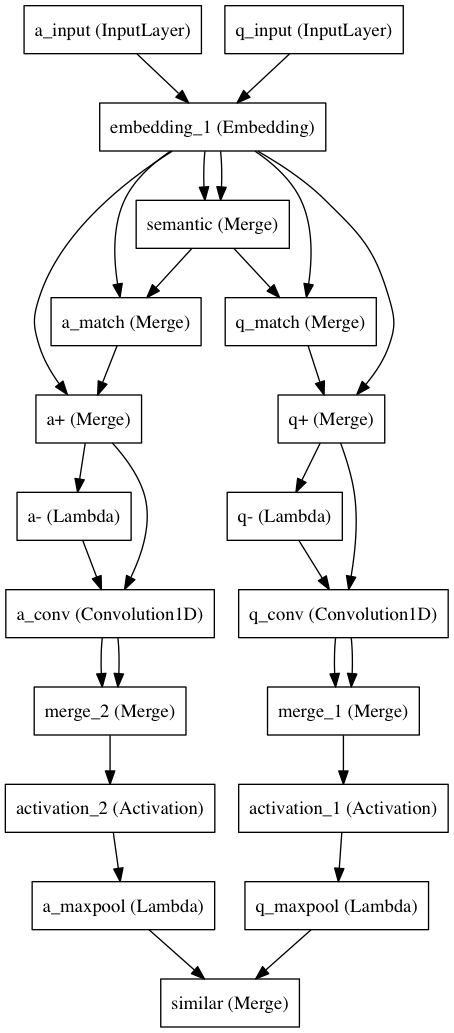 a_input (InputLayer)
q_input (InputLayer)
embedding_1 (Embedding)
semantic (Merge)
a_match (Merge)
q_match (Merge)
a+ (Merge)
q+ (Merge)
a- (Lambda)
q- (Lambda)
a_conv (Convolution1D)
q_conv (Convolution1D)
merge_2 (Merge)
merge_1 (Merge)
activation_2 (Activation)
activation_1 (Activation)
a_maxpool (Lambda)
q_maxpool (Lambda)
similar (Merge)